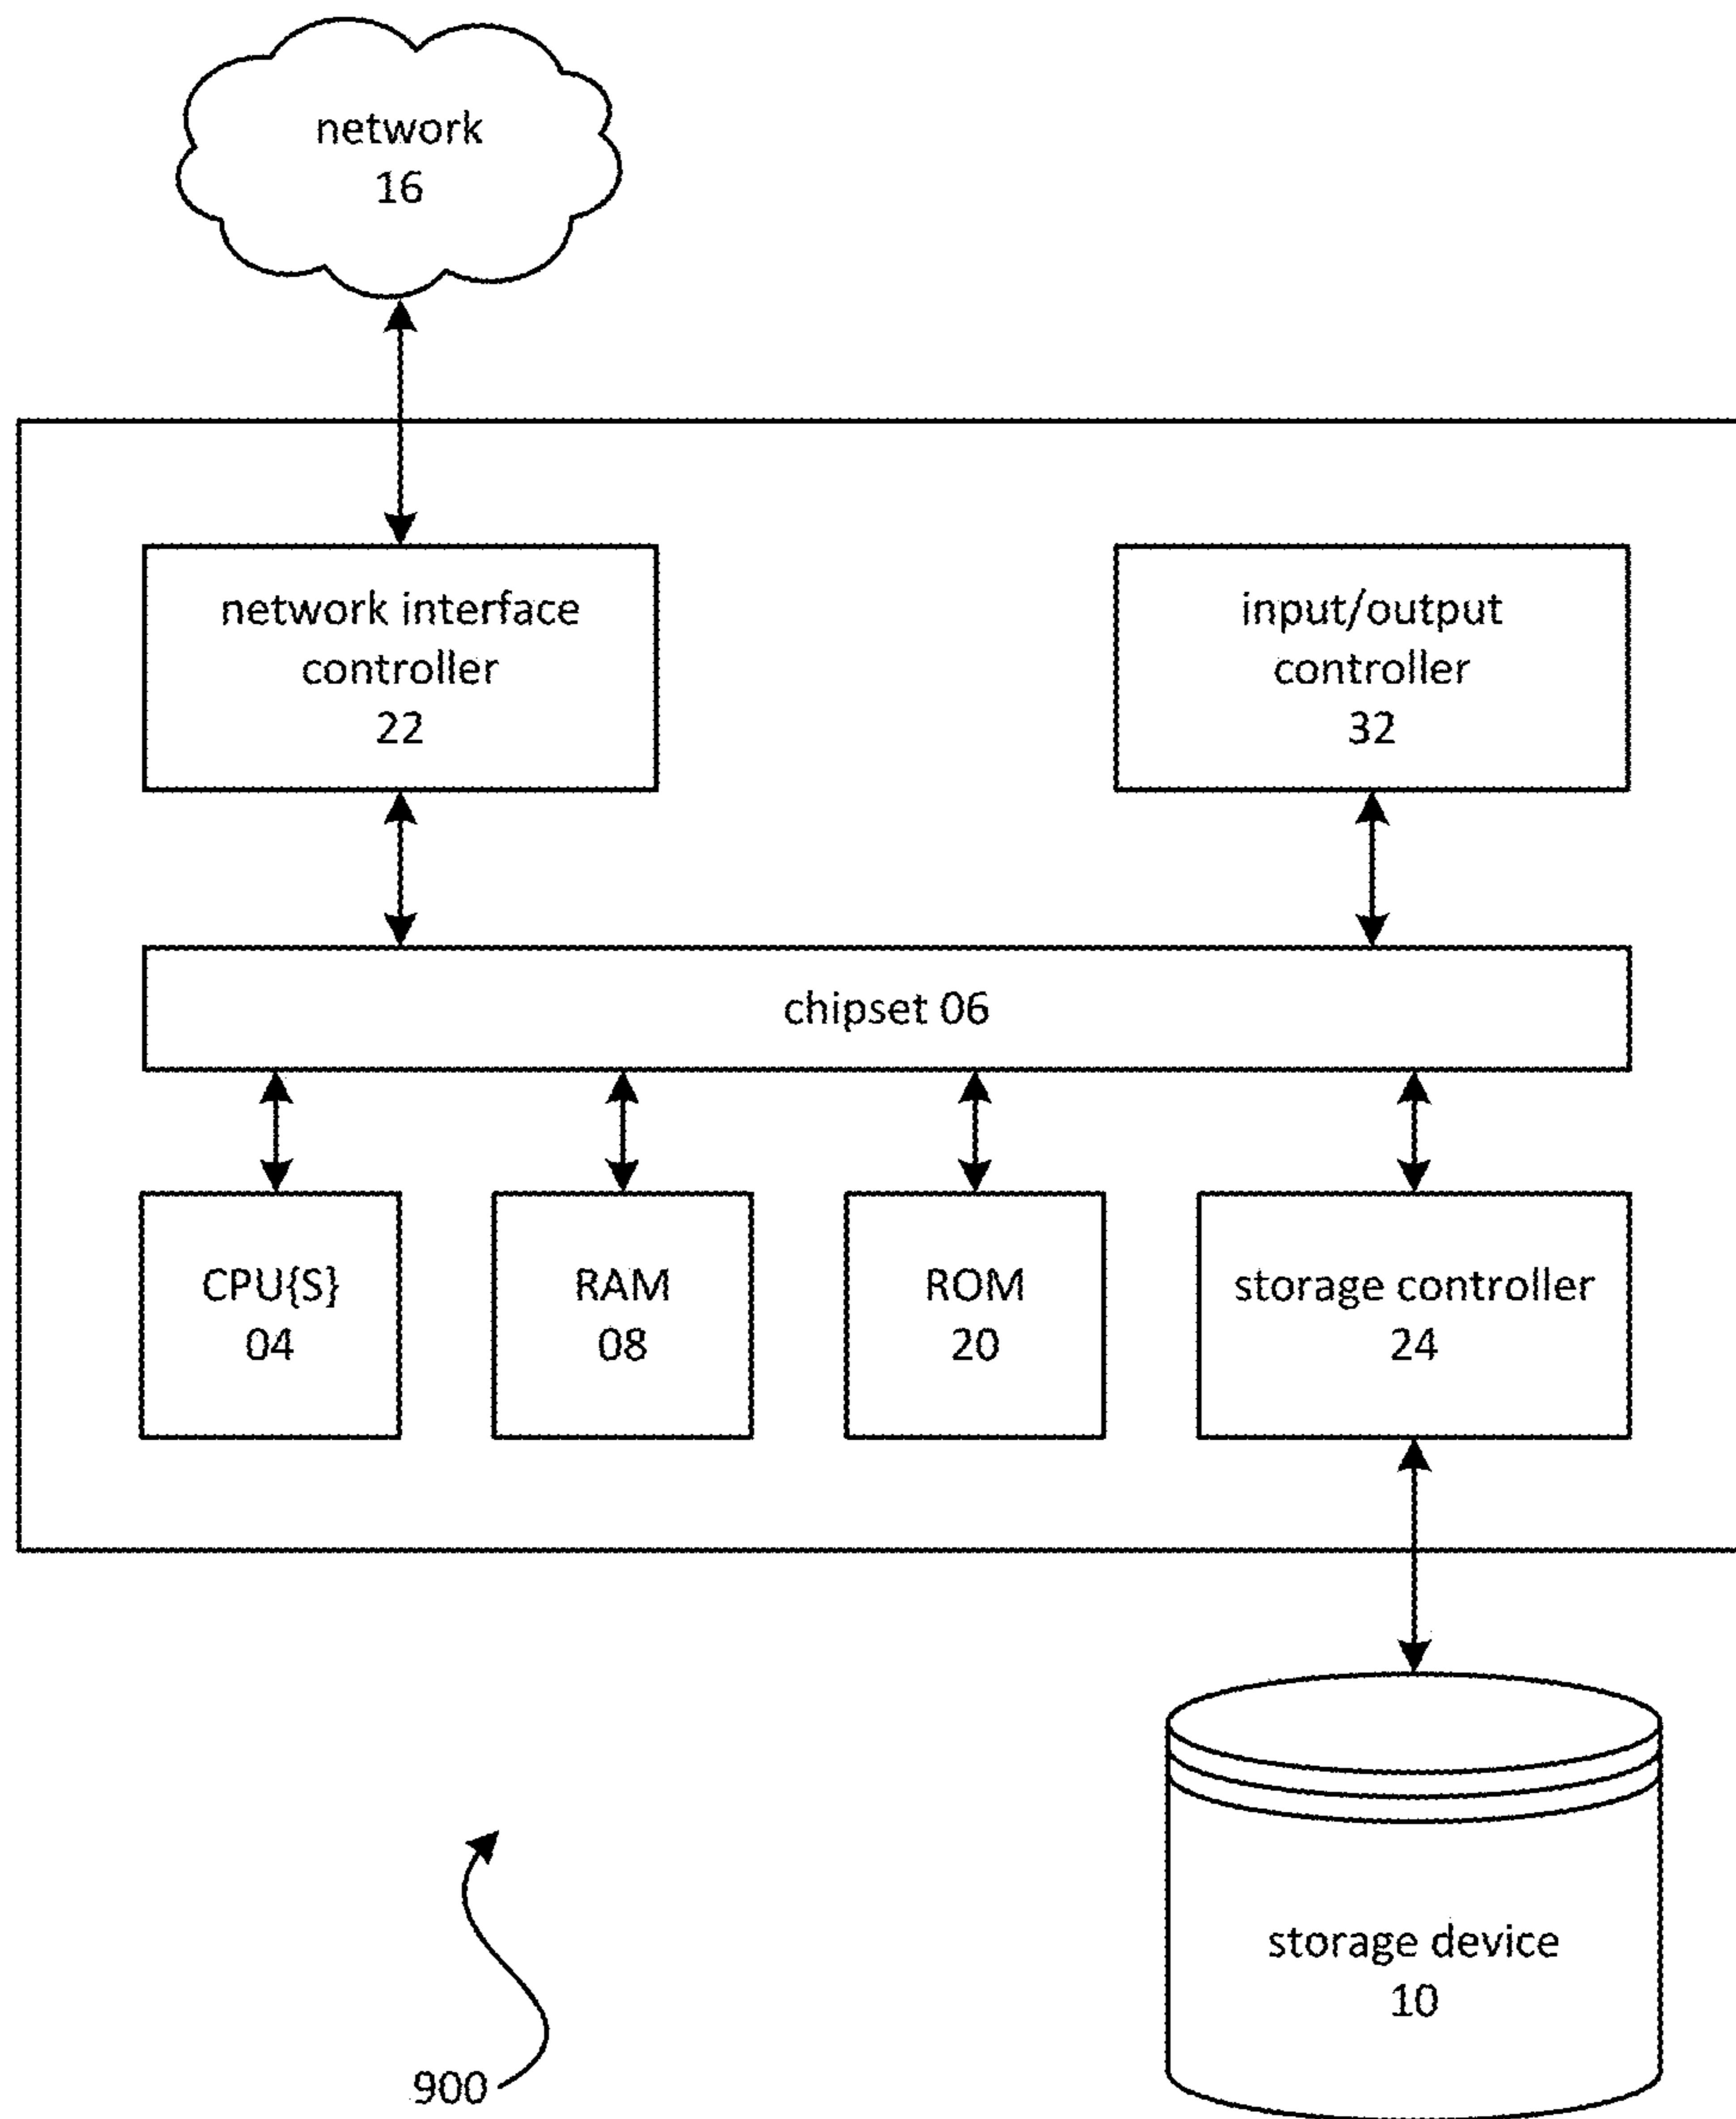 network
16
network interface
controller
22
input/output
controller
32
chipset 06
CPU{S}
04
RAM
08
ROM
20
storage controller
24
storage device
10
900